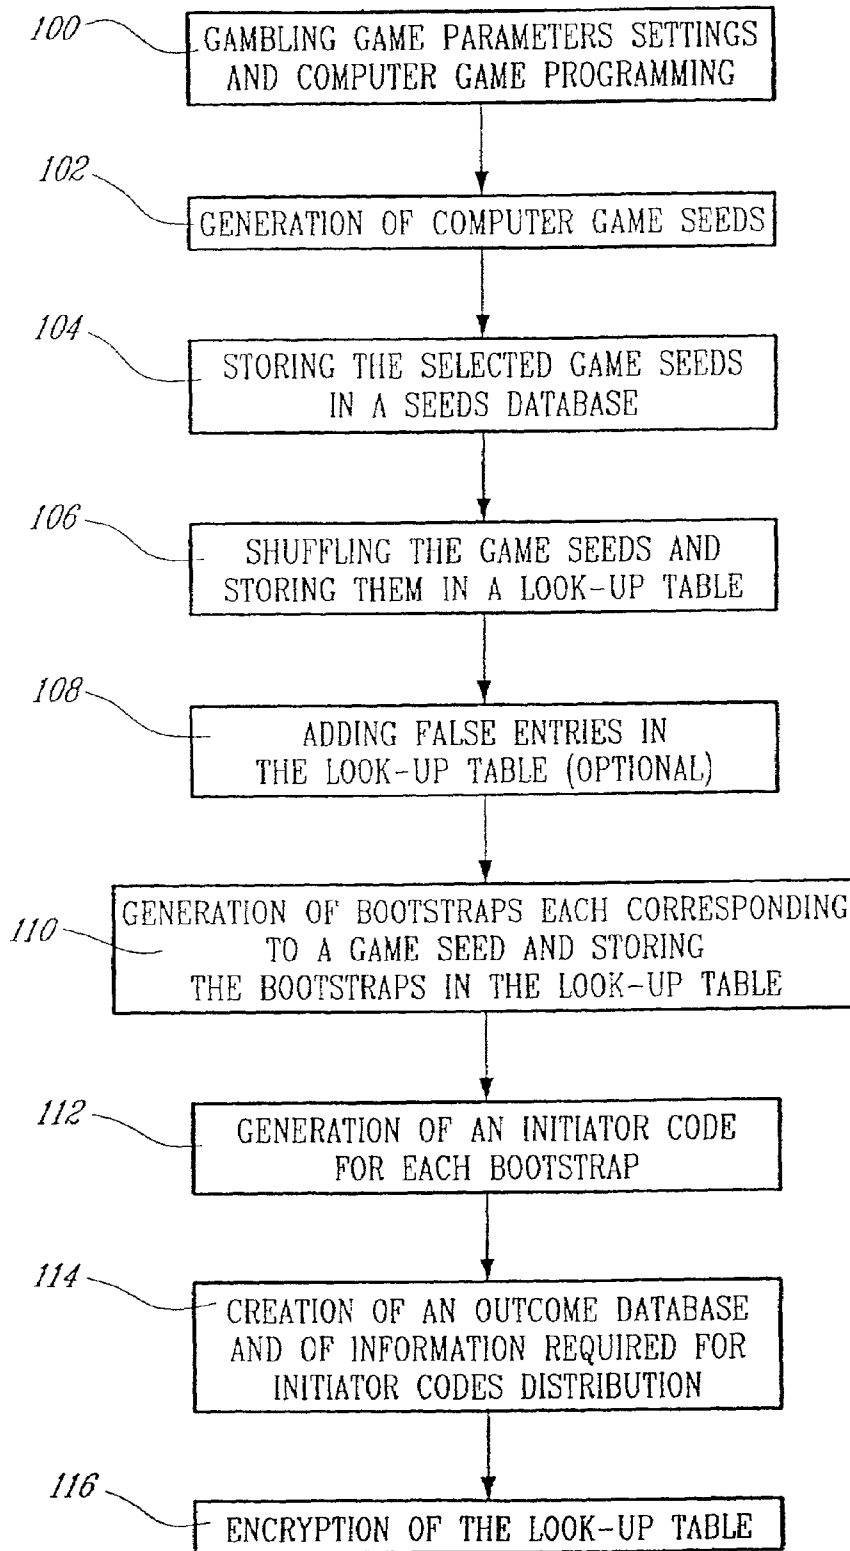 100
GAMBLING GAME PARAMETERS SETTINGS
AND COMPUTER GAME PROGRAMMING
102
GENERATION OF COMPUTER GAME SEEDS
104
STORING THE SELECTED GAME SEEDS
IN A SEEDS DATABASE
106
SHUFFLING THE GAME SEEDS AND
STORING THEM IN A LOOK-UP TABLE
108
ADDING FALSE ENTRIES IN
THE LOOK-UP TABLE (OPTIONAL)
110
GENERATION OF BOOTSTRAPS EACH CORRESPONDING
TO A GAME SEED AND STORING
THE BOOTSTRAPS IN THE LOOK-UP TABLE
112
GENERATION OF AN INITIATOR CODE
FOR EACH BOOTSTRAP
114
CREATION OF AN OUTCOME DATABASE
AND OF INFORMATION REQUIRED FOR
INITIATOR CODES DISTRIBUTION
116
ENCRYPTION OF THE LOOK-UP TABLE